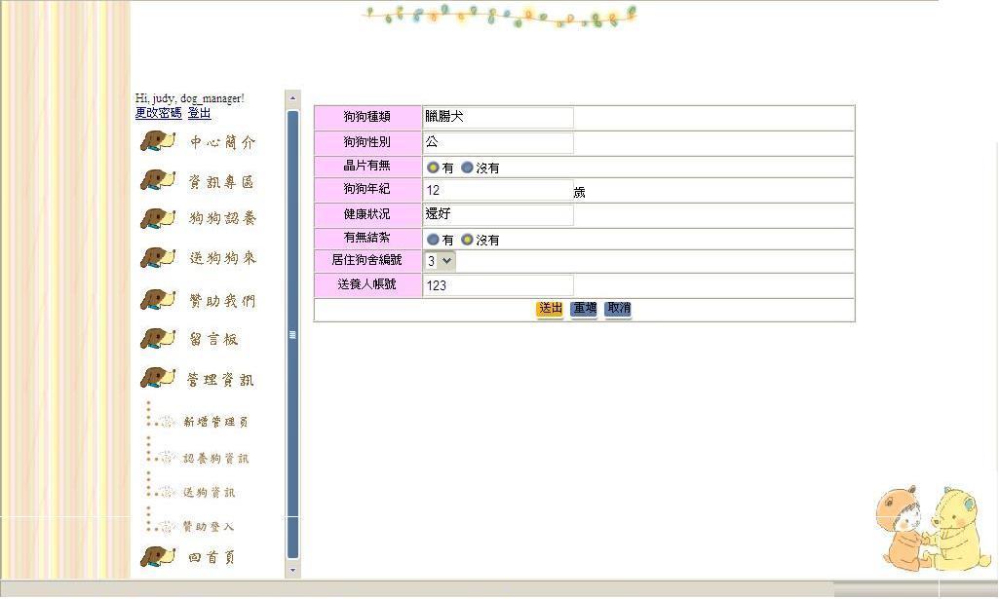 Hi, judy, dog_manager!
更改密碼 登出
中心簡介
資訊專區
狗狗認養
送狗狗來
贊助我們
留言板
管理資訊
新增管理員
認養狗資訊
送狗資訊
贊助登入
回首頁
狗狗種類 臘腸犬
狗狗性別 公
晶片有無 有 沒有
狗狗年紀 12 歲
健康狀況 還好
有無結紮 有 沒有
居住狗舍編號 3
送養人帳號 123
送出 重填 取消